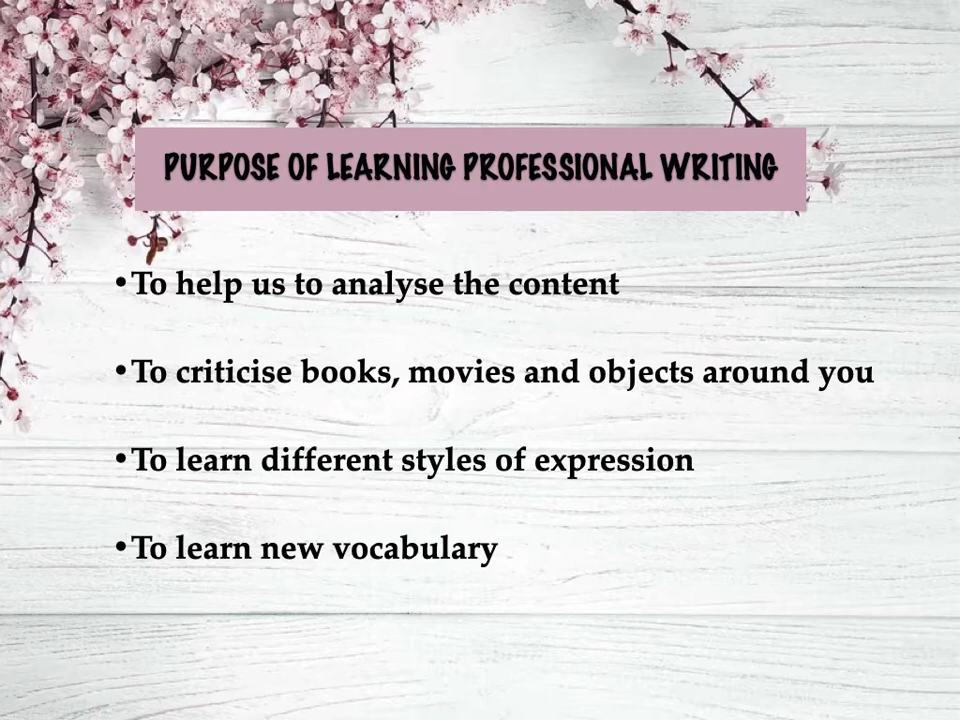 PURPOSE OF LEARNING PROFESSIONAL WRITING
•To help us to analyse the content
•To criticise books, movies and objects around you
•To learn different styles of expression
•To learn new vocabulary